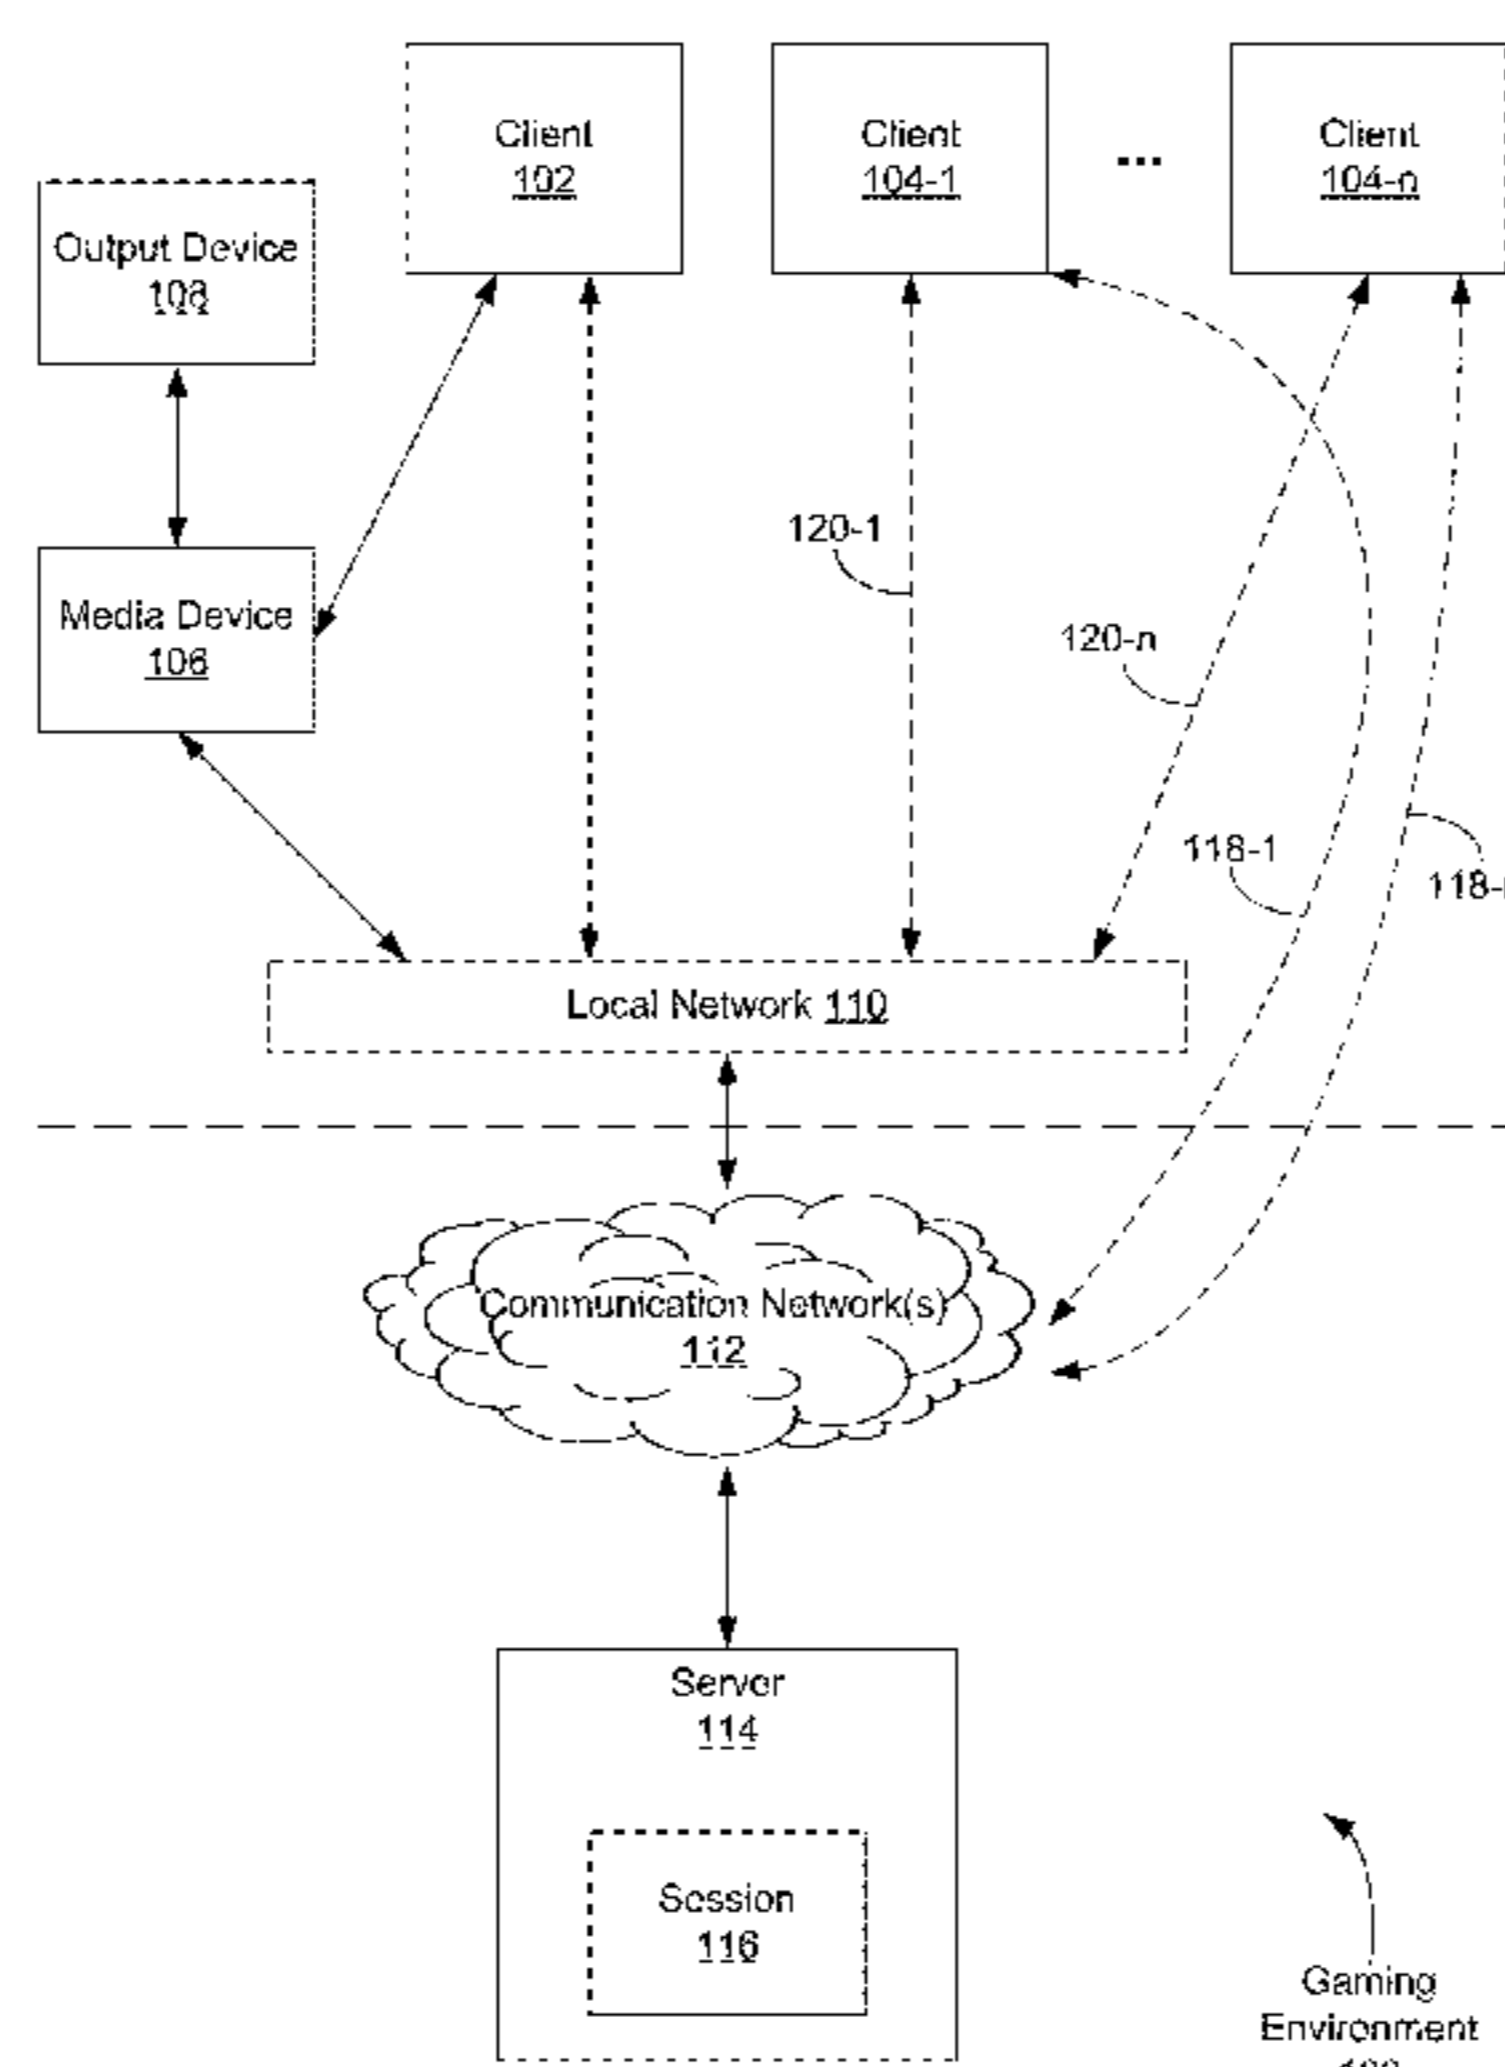 Client
102
Client
104-1
...
Client
104-n
Output Device
108
Media Device
106
120-1
120-n
118-1
118-
Local Network 110
Communication Network(s)
112
Server
114
Session
116
Gaming
Environment